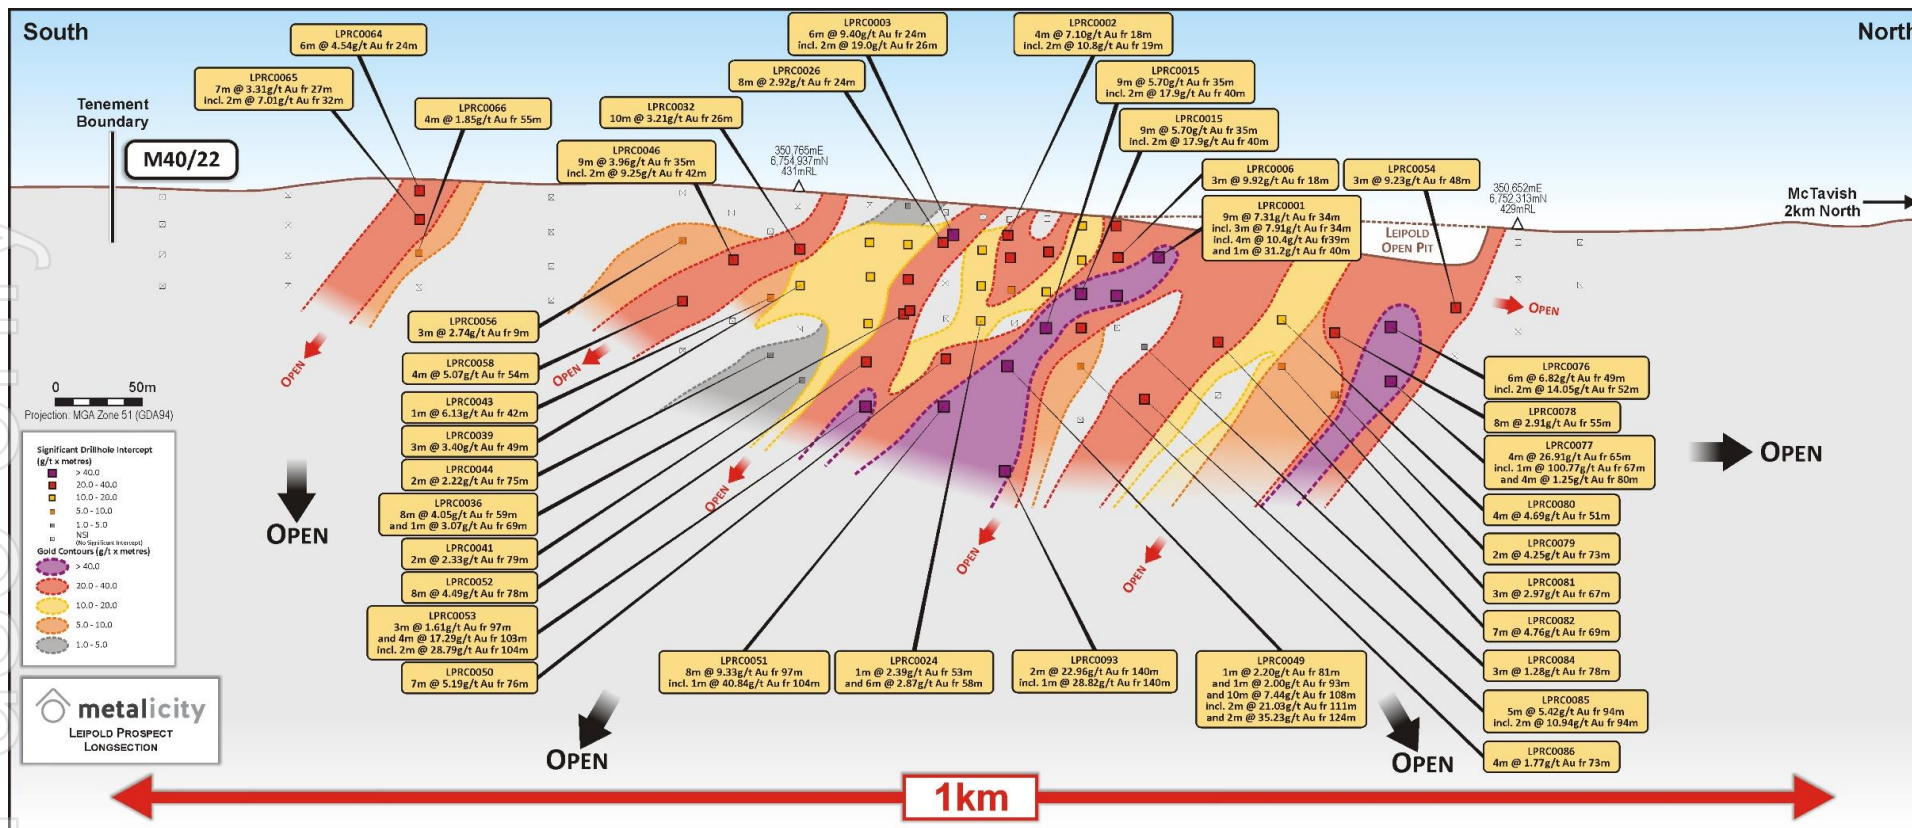 South
North
LPRC0064
6m @ 4.54g/t Au fr 24m
LPRC0065
7m @ 3.31g/t Au fr 27m
incl. 2m @ 7.01g/t Au fr 32m
LPRC0066
4m @ 1.85g/t Au fr 55m
LPRC0003
6m @ 9.40g/t Au fr 24m
incl. 2m @ 19.0g/t Au fr 26m
LPRC0026
8m @ 2.92g/t Au fr 24m
LPRC0032
10m @ 3.21g/t Au fr 26m
LPRC0046
9m @ 3.96g/t Au fr 35m
incl. 2m @ 9.25g/t Au fr 42m
LPRC0002
4m @ 7.10g/t Au fr 18m
incl. 2m @ 10.8g/t Au fr 19m
LPRC0015
9m @ 5.70g/t Au fr 35m
incl. 2m @ 17.9g/t Au fr 40m
LPRC0015
9m @ 5.70g/t Au fr 35m
incl. 2m @ 17.9g/t Au fr 40m
LPRC0006
3m @ 9.92g/t Au fr 18m
LPRC0054
3m @ 9.23g/t Au fr 48m
LPRC0001
9m @ 7.31g/t Au fr 34m
incl. 3m @ 7.91g/t Au fr 34m
incl. 4m @ 10.4g/t Au fr39m
and 1m @ 31.2g/t Au fr 40m
Tenement
Boundary
M40/22
350,765mE
6,754,937mN
431mRL
350,652mE
6,752,313mN
429mRL
McTavish
2km North
LEIPOLD
OPEN PIT
OPEN
OPEN
OPEN
OPEN
OPEN
OPEN
LPRC0056
3m @ 2.74g/t Au fr 9m
LPRC0058
4m @ 5.07g/t Au fr 54m
LPRC0043
1m @ 6.13g/t Au fr 42m
LPRC0039
3m @ 3.40g/t Au fr 49m
LPRC0044
2m @ 2.22g/t Au fr 75m
LPRC0036
8m @ 4.05g/t Au fr 59m
and 1m @ 3.07g/t Au fr 69m
LPRC0041
2m @ 2.33g/t Au fr 79m
LPRC0052
8m @ 4.49g/t Au fr 78m
LPRC0053
3m @ 1.61g/t Au fr 97m
and 4m @ 17.29g/t Au fr 103m
incl. 2m @ 28.79g/t Au fr 104m
LPRC0050
7m @ 5.19g/t Au fr 76m
LPRC0051
8m @ 9.33g/t Au fr 97m
incl. 1m @ 40.84g/t Au fr 104m
LPRC0024
1m @ 2.39g/t Au fr 53m
and 6m @ 2.87g/t Au fr 58m
LPRC0093
2m @ 22.96g/t Au fr 140m
incl. 1m @ 28.82g/t Au fr 140m
LPRC0049
1m @ 2.20g/t Au fr 81m
and 1m @ 2.00g/t Au fr 93m
and 10m @ 7.44g/t Au fr 108m
incl. 2m @ 21.03g/t Au fr 111m
and 2m @ 35.23g/t Au fr 124m
LPRC0076
6m @ 6.82g/t Au fr 49m
incl. 2m @ 14.05g/t Au fr 52m
LPRC0078
8m @ 2.91g/t Au fr 55m
LPRC0077
4m @ 26.91g/t Au fr 65m
incl. 1m @ 100.77g/t Au fr 67m
and 4m @ 1.25g/t Au fr 80m
LPRC0080
4m @ 4.69g/t Au fr 51m
LPRC0079
2m @ 4.25g/t Au fr 73m
LPRC0081
3m @ 2.97g/t Au fr 67m
LPRC0082
7m @ 4.76g/t Au fr 69m
LPRC0084
3m @ 1.28g/t Au fr 78m
LPRC0085
5m @ 5.42g/t Au fr 94m
incl. 2m @ 10.94g/t Au fr 94m
LPRC0086
4m @ 1.77g/t Au fr 73m
0 50m
Projection: MGA Zone 51 (GDA94)
Significant Drillhole Intercept
(g/t x metres)
> 40.0
20.0 - 40.0
10.0 - 20.0
5.0 - 10.0
1.0 - 5.0
NSI
(No Significant Intercept)
Gold Contours (g/t x metres)
> 40.0
20.0 - 40.0
10.0 - 20.0
5.0 - 10.0
1.0 - 5.0
OPEN
OPEN
OPEN
OPEN
metalicity
LEIPOLD PROSPECT
LONGSECTION
1km